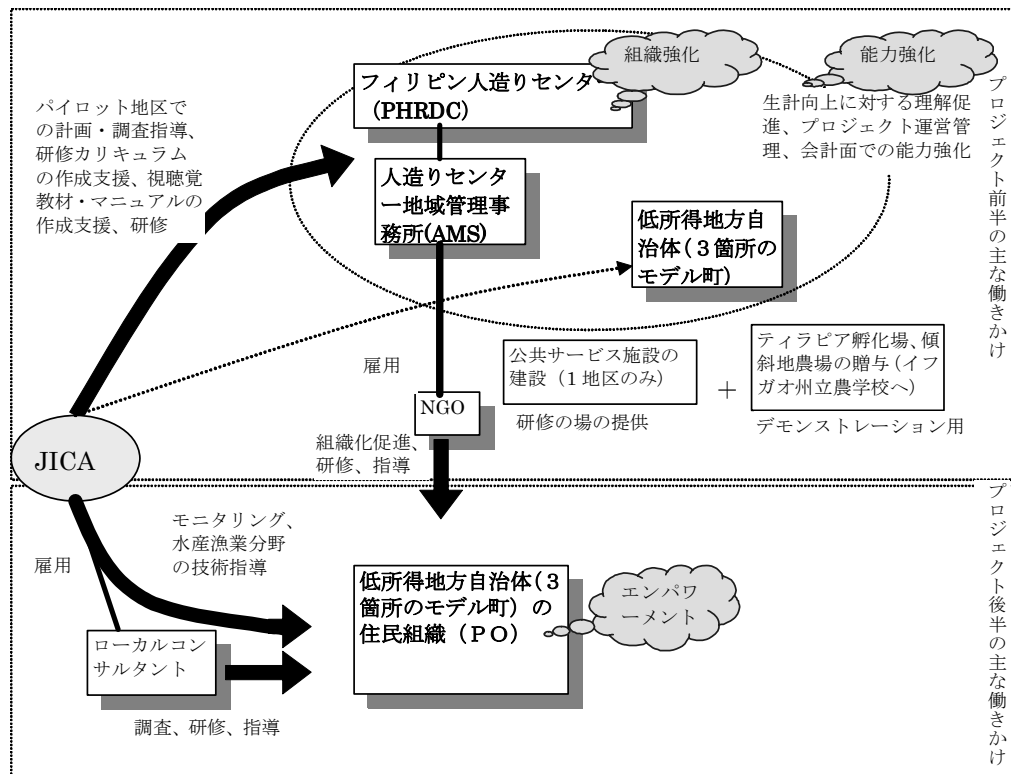 組織強化
能力強化
フィリピン人造りセンター
(PHRDC)
生計向上に対する理解促
進、プロジェクト運営管
理、会計面での能力強化
パイロット地区で
の計画・調査指導、
研修カリキュラム
の作成支援、視聴覚
教材・マニュアルの
作成支援、研修
人造りセンタ
ー地域管理事
務所(AMS)
低所得地方自
治体(３箇所の
モデル町)
プロジェクト前半の主な働きかけ
雇用
公共サービス施設の
建設（1 地区のみ）
研修の場の提供
＋
ティラピア孵化場、傾
斜地農場の贈与(イフ
ガオ州立農学校へ)
デモンストレーション用
NGO
組織化促進、
研修、指導
JICA
モニタリング、
水産漁業分野
の技術指導
雇用
ローカルコン
サルタント
調査、研修、指導
低所得地方自治体(３
箇所のモデル町）の
住民組織（ＰＯ）
エンパワ
ーメント
プロジェクト後半の主な働きかけ